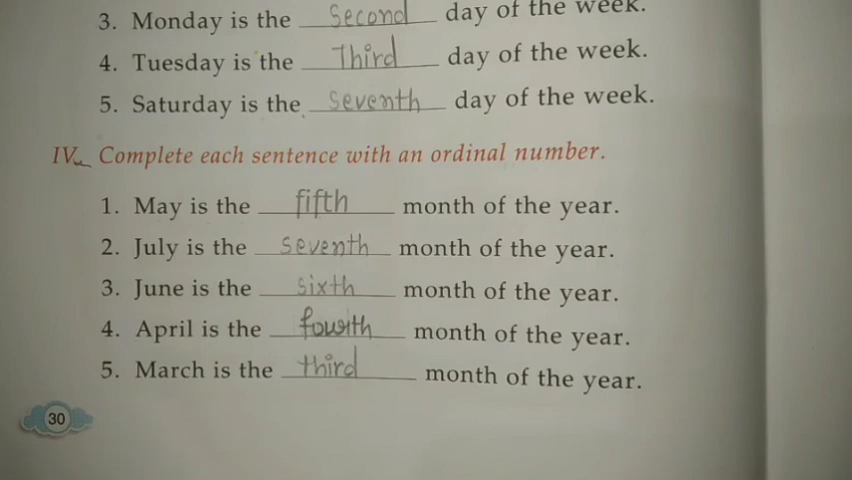 3. Monday is the second day of the week.
4. Tuesday is the Third day of the week.
5. Saturday is the seventh day of the week.
IV. Complete each sentence with an ordinal number.
1. May is the fifth month of the year.
2. July is the seventh month of the year.
3. June is the sixth month of the year.
4. April is the fourth month of the year.
5. March is the third month of the year.
30